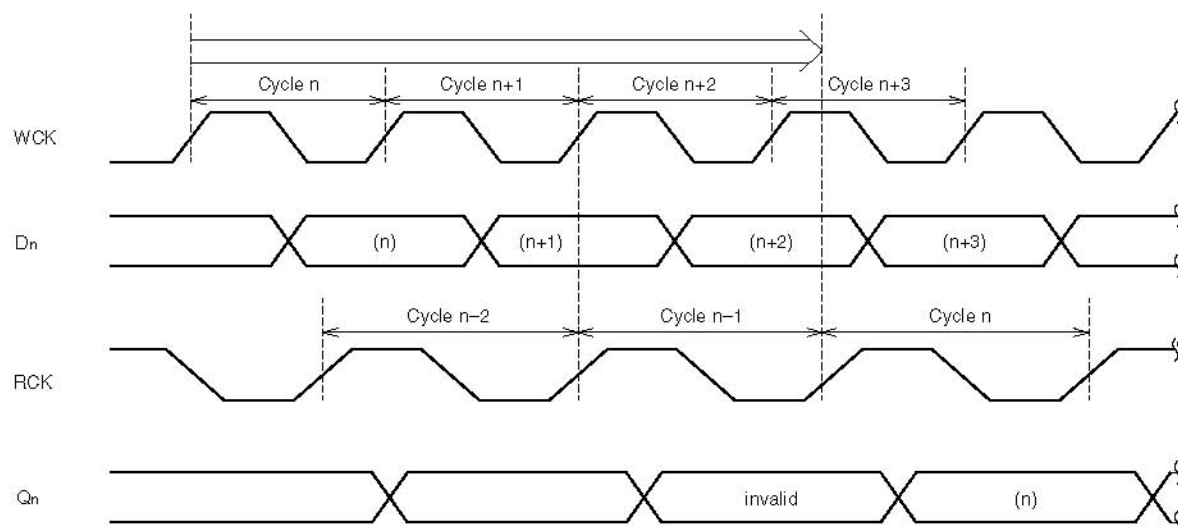 Cycle n Cycle n+1 Cycle n+2 Cycle n+3
WCK
Dn (n) (n+1) (n+2) (n+3)
Cycle n−2 Cycle n−1 Cycle n
RCK
Qn invalid (n)